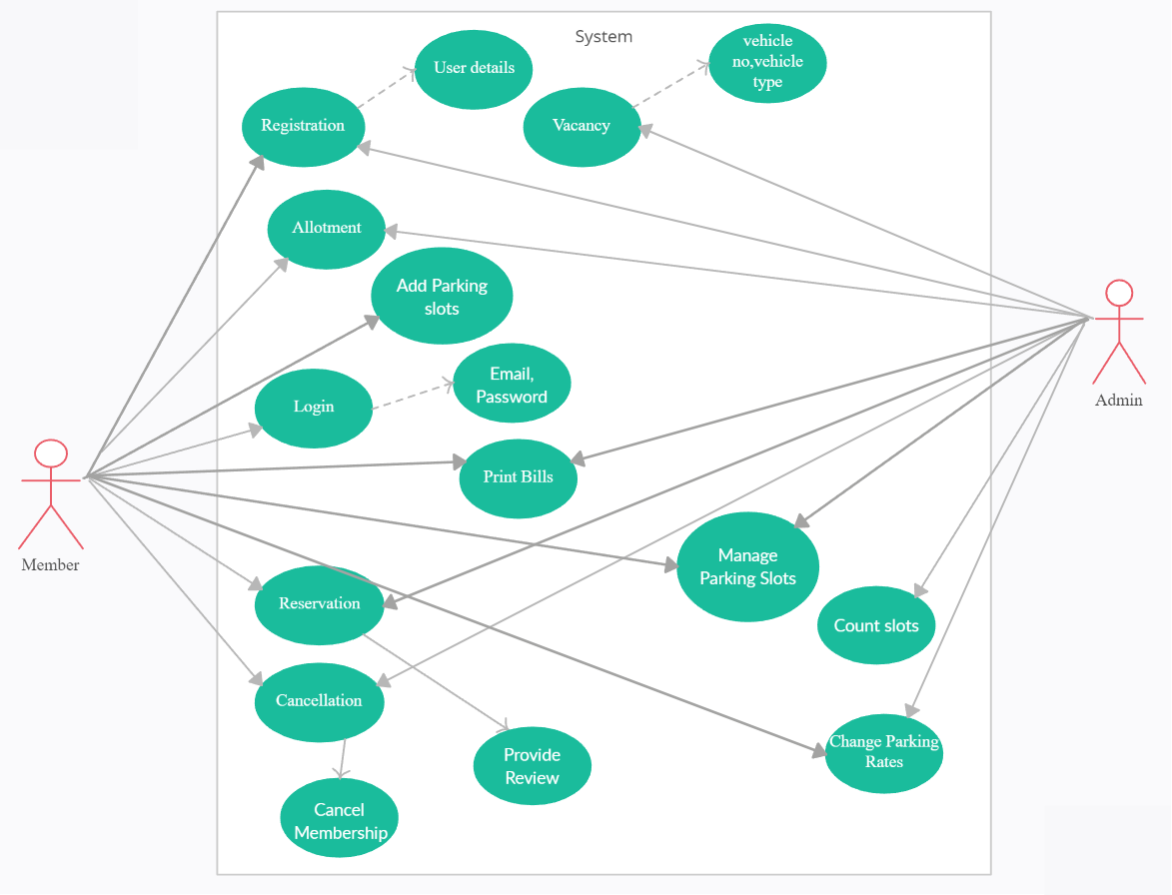 System
vehicle
no,vehicle
type
User details
Registration
Vacancy
Allotment
Add Parking
slots
Email,
Password
Login
Admin
Print Bills
Member
Manage
Parking Slots
Reservation
Count slots
Cancellation
Change Parking
Rates
Provide
Review
Cancel
Membership